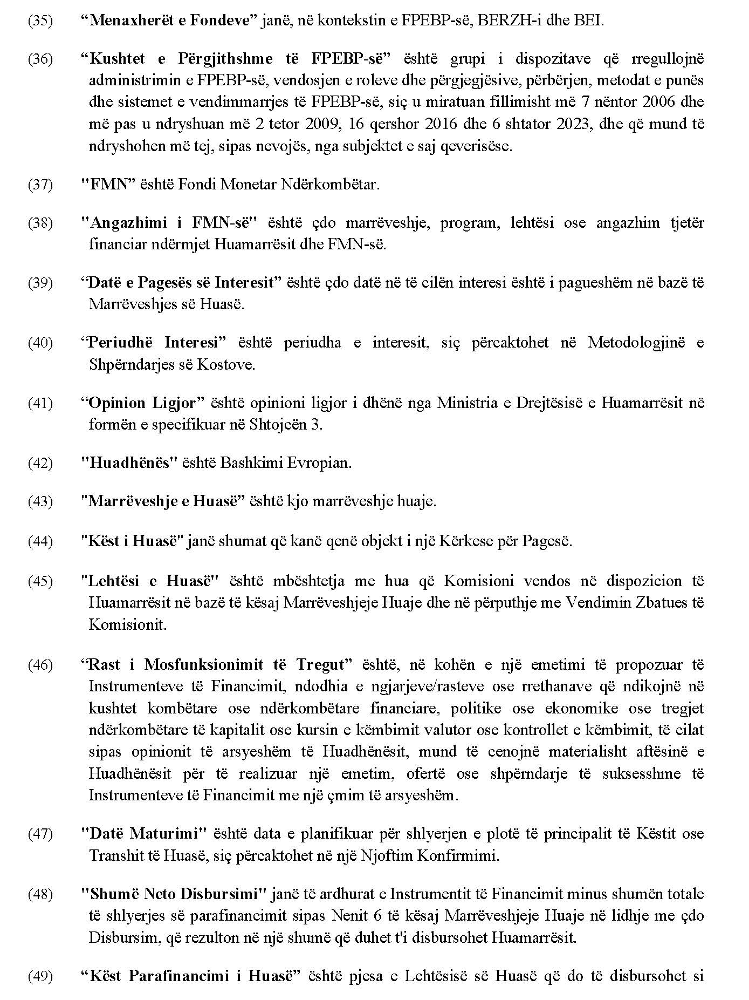 (35) “Menaxherët e Fondeve” janë, në kontekstin e FPEBP-së, BERZH-i dhe BEI.
(36) “Kushtet e Përgjithshme të FPEBP-së” është grupi i dispozitave që rregullojnë
administrimin e FPEBP-së, vendosjen e roleve dhe përgjegjësive, përbërjen, metodat e punës
dhe sistemet e vendimmarrjes të FPEBP-së, siç u miratuan fillimisht më 7 nëntor 2006 dhe
më pas u ndryshuan më 2 tetor 2009, 16 qershor 2016 dhe 6 shtator 2023, dhe që mund të
ndryshohen më tej, sipas nevojës, nga subjektet e saj qeverisëse.
(37) "FMN” është Fondi Monetar Ndërkombëtar.
(38) "Angazhimi i FMN-së" është çdo marrëveshje, program, lehtësi ose angazhim tjetër
financiar ndërmjet Huamarrësit dhe FMN-së.
(39) “Datë e Pagesës së Interesit” është çdo datë në të cilën interesi është i pagueshëm në bazë të
Marrëveshjes së Huasë.
(40) “Periudhë Interesi” është periudha e interesit, siç përcaktohet në Metodologjinë e
Shpërndarjes së Kostove.
(41) “Opinion Ligjor” është opinioni ligjor i dhënë nga Ministria e Drejtësisë e Huamarrësit në
formën e specifikuar në Shtojcën 3.
(42) "Huadhënës" është Bashkimi Evropian.
(43) "Marrëveshje e Huasë” është kjo marrëveshje huaje.
(44) "Kёst i Huasë" janë shumat që kanë qenë objekt i një Kërkese për Pagesë.
(45) "Lehtësi e Huasë" është mbështetja me hua që Komisioni vendos në dispozicion të
Huamarrësit në bazë të kësaj Marrëveshjeje Huaje dhe në përputhje me Vendimin Zbatues të
Komisionit.
(46) “Rast i Mosfunksionimit të Tregut” është, në kohën e një emetimi të propozuar të
Instrumenteve të Financimit, ndodhia e ngjarjeve/rasteve ose rrethanave që ndikojnë në
kushtet kombëtare ose ndërkombëtare financiare, politike ose ekonomike ose tregjet
ndërkombëtare të kapitalit ose kursin e këmbimit valutor ose kontrollet e këmbimit, të cilat
sipas opinionit të arsyeshëm të Huadhënësit, mund të cenojnë materialisht aftësinë e
Huadhënësit për të realizuar një emetim, ofertë ose shpërndarje të suksesshme të
Instrumenteve të Financimit me një çmim të arsyeshëm.
(47) "Datë Maturimi" është data e planifikuar për shlyerjen e plotë të principalit të Këstit ose
Transhit të Huasë, siç përcaktohet në një Njoftim Konfirmimi.
(48) "Shumë Neto Disbursimi" janë të ardhurat e Instrumentit të Financimit minus shumën totale
të shlyerjes së parafinancimit sipas Nenit 6 të kësaj Marrëveshjeje Huaje në lidhje me çdo
Disbursim, që rezulton në një shumë që duhet t'i disbursohet Huamarrësit.
(49) “Këst Parafinancimi i Huasë” është pjesa e Lehtësisë së Huasë që do të disbursohet si